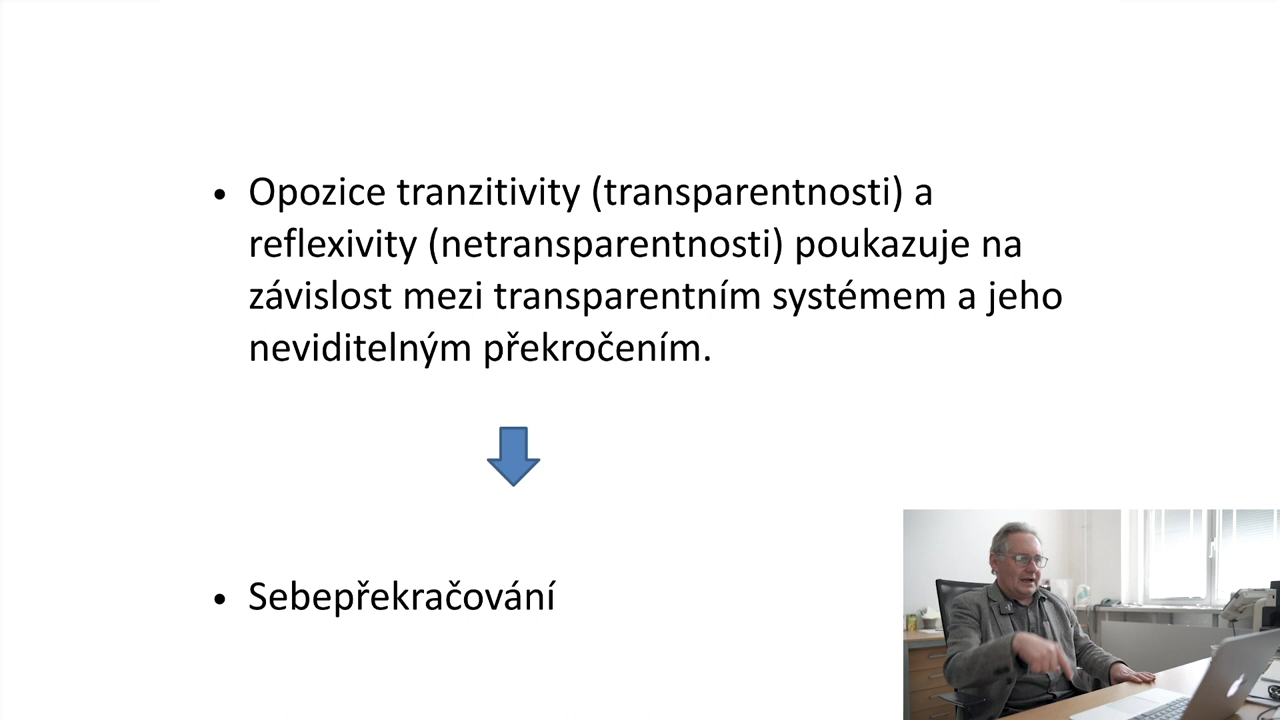 • Opozice tranzitivity (transparentnosti) a
reflexivity (netransparentnosti) poukazuje na
závislost mezi transparentním systémem a jeho
neviditelným překročením.
• Sebepřekračování